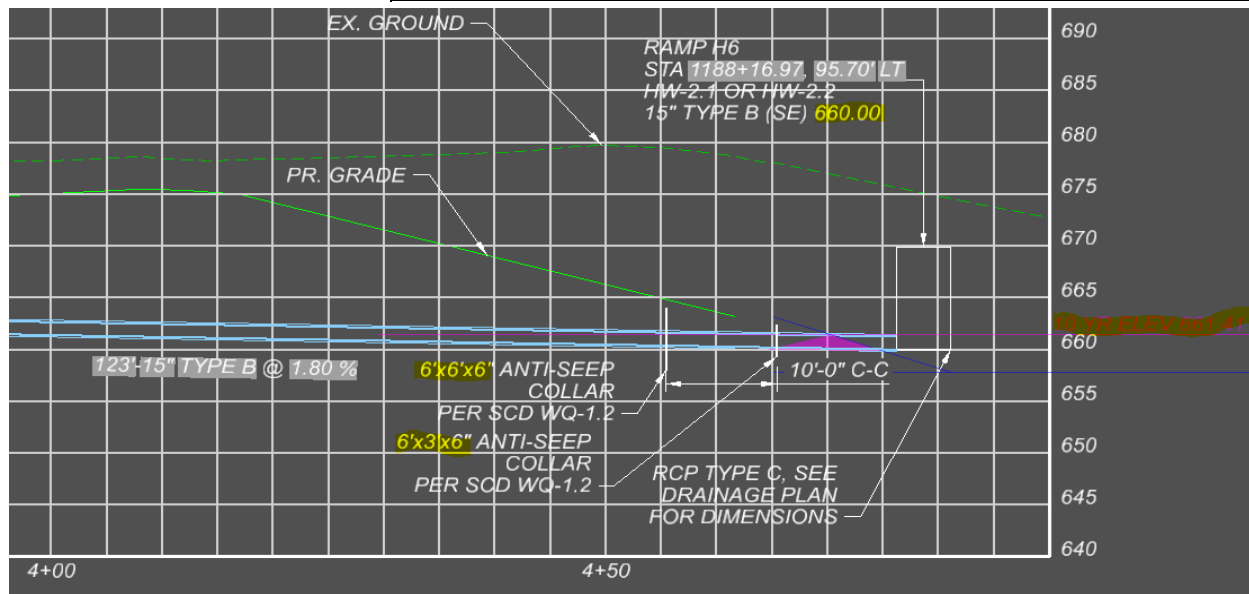 EX. GROUND
RAMP H6
STA 1188+16.97, 95.70' LT
HW-2.1 OR HW-2.2
15" TYPE B (SE) 660.00
PR. GRADE
123'-15" TYPE B @ 1.80 %
6'x6'x6" ANTI-SEEP
COLLAR
PER SCD WQ-1.2
10'-0" C-C
6'x3'x6" ANTI-SEEP
COLLAR
PER SCD WQ-1.2
RCP TYPE C, SEE
DRAINAGE PLAN
FOR DIMENSIONS
690
685
680
675
670
665
10 YR ELEV
660
655
650
645
640
4+00
4+50